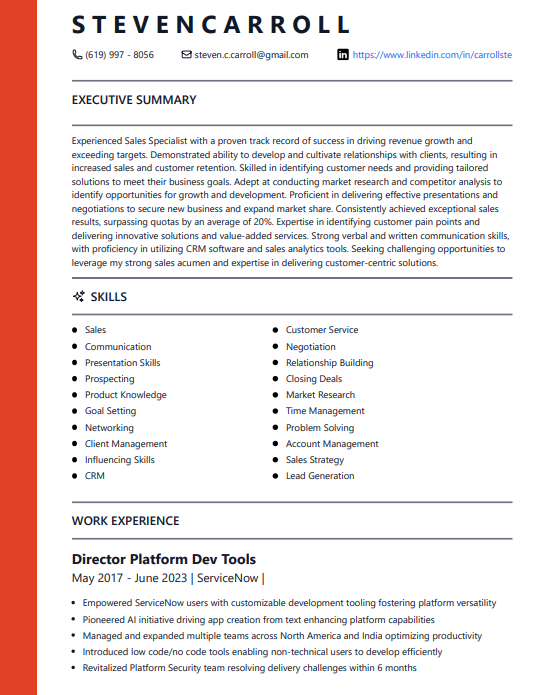 STEVENCARROLL
(619) 997 - 8056 steven.c.carroll@gmail.com https://www.linkedin.com/in/carrollste
EXECUTIVE SUMMARY
Experienced Sales Specialist with a proven track record of success in driving revenue growth and
exceeding targets. Demonstrated ability to develop and cultivate relationships with clients, resulting in
increased sales and customer retention. Skilled in identifying customer needs and providing tailored
solutions to meet their business goals. Adept at conducting market research and competitor analysis to
identify opportunities for growth and development. Proficient in delivering effective presentations and
negotiations to secure new business and expand market share. Consistently achieved exceptional sales
results, surpassing quotas by an average of 20%. Expertise in identifying customer pain points and
delivering innovative solutions and value-added services. Strong verbal and written communication skills,
with proficiency in utilizing CRM software and sales analytics tools. Seeking challenging opportunities to
leverage my strong sales acumen and expertise in delivering customer-centric solutions.
SKILLS
• Sales
• Communication
• Presentation Skills
• Prospecting
• Product Knowledge
• Goal Setting
• Networking
• Client Management
• Influencing Skills
• CRM
• Customer Service
• Negotiation
• Relationship Building
• Closing Deals
• Market Research
• Time Management
• Problem Solving
• Account Management
• Sales Strategy
• Lead Generation
WORK EXPERIENCE
Director Platform Dev Tools
May 2017 - June 2023 | ServiceNow |
• Empowered ServiceNow users with customizable development tooling fostering platform versatility
• Pioneered AI initiative driving app creation from text enhancing platform capabilities
• Managed and expanded multiple teams across North America and India optimizing productivity
• Introduced low code/no code tools enabling non-technical users to develop efficiently
• Revitalized Platform Security team resolving delivery challenges within 6 months